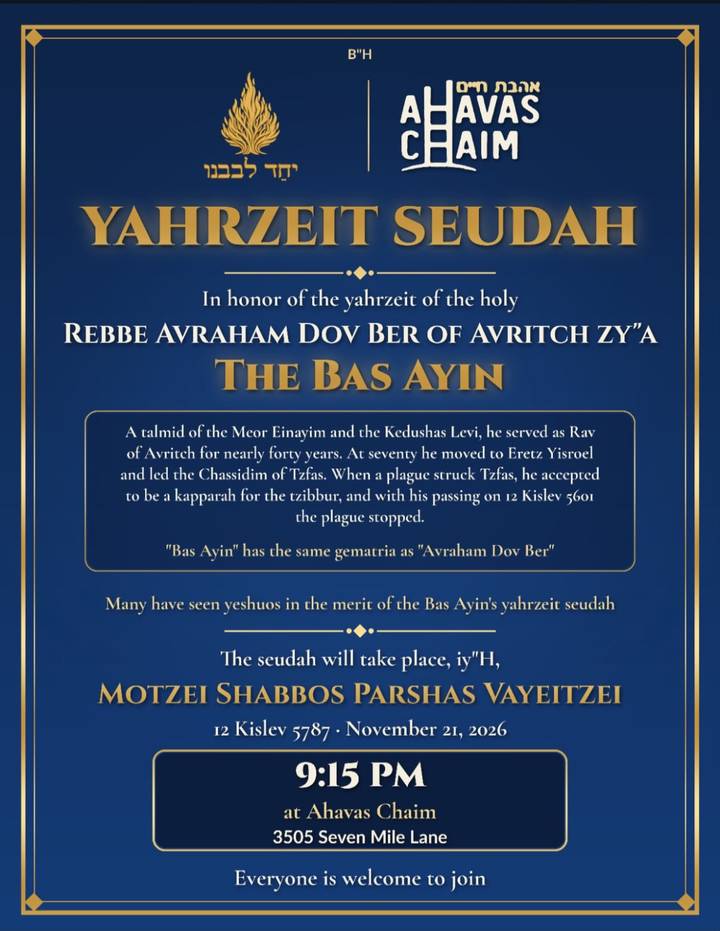 B"H
יחד לבבנו
אהבת חיים
AHAVAS
CHAIM
YAHRZEIT SEUDAH
In honor of the yahrzeit of the holy
REBBE AVRAHAM DOV BER OF AVRITCH ZY"A
THE BAS AYIN
A talmid of the Meor Einayim and the Kedushas Levi, he served as Rav
of Avritch for nearly forty years. At seventy he moved to Eretz Yisroel
and led the Chassidim of Tzfas. When a plague struck Tzfas, he accepted
to be a kapparah for the tzibbur, and with his passing on 12 Kislev 5601
the plague stopped.
"Bas Ayin" has the same gematria as "Avraham Dov Ber"
Many have seen yeshuos in the merit of the Bas Ayin's yahrzeit seudah
The seudah will take place, iy"H,
MOTZEI SHABBOS PARSHAS VAYEITZEI
12 Kislev 5787 · November 21, 2026
9:15 PM
at Ahavas Chaim
3505 Seven Mile Lane
Everyone is welcome to join